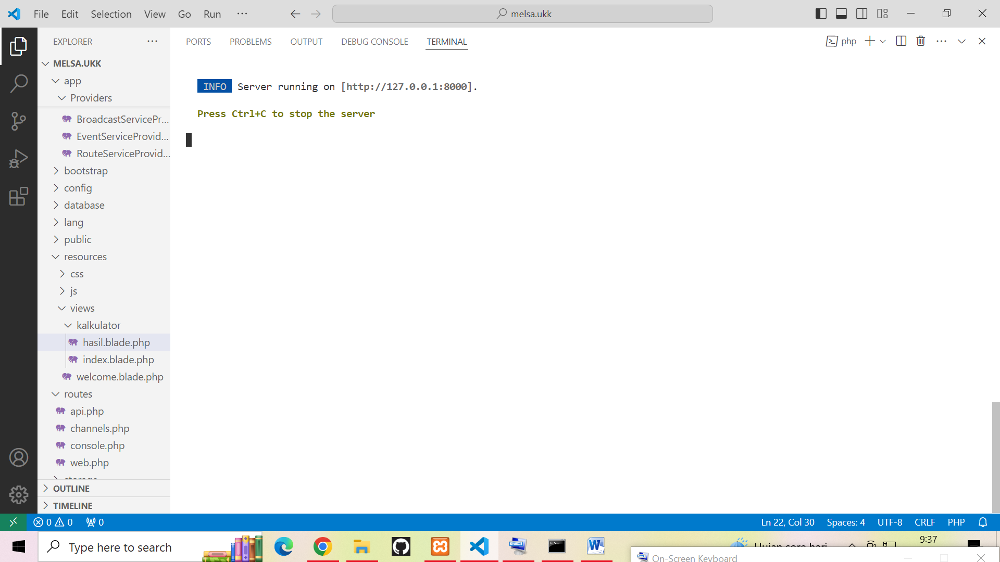 File Edit Selection View Go Run ···
melsa.ukk
EXPLORER
PORTS PROBLEMS OUTPUT DEBUG CONSOLE TERMINAL
php
MELSA.UKK
app
Providers
BroadcastServicePr...
EventServiceProvid...
RouteServiceProvid...
bootstrap
config
database
lang
public
resources
css
js
views
kalkulator
hasil.blade.php
index.blade.php
welcome.blade.php
routes
api.php
channels.php
console.php
web.php
storage
OUTLINE
TIMELINE
INFO Server running on [http://127.0.0.1:8000].
Press Ctrl+C to stop the server
0 0 0
Ln 22, Col 30 Spaces: 4 UTF-8 CRLF PHP
Type here to search
Hujan sore hari
9:37
On-Screen Keyboard